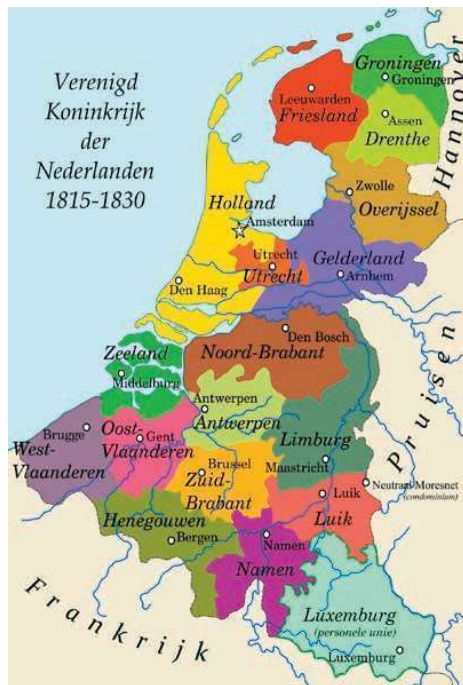 Verenigd
Koninkrijk
der
Nederlanden
1815-1830
Groningen
Groningen
Leeuwarden
Friesland
Assen
Drenthe
Hannover
Zwolle
Overijssel
Holland
Amsterdam
Utrecht
Utrecht
Gelderland
Arnhem
Den Haag
Den Bosch
Noord-Brabant
Zeeland
Middelburg
Antwerpen
Antwerpen
Brugge
West-
Vlaanderen
Oost-
Vlaanderen
Gent
Limburg
Maastricht
Pruisen
Brussel
Zuid-
Brabant
Neutraal Moresnet
(condominium)
Luik
Luik
Henegouwen
Bergen
Namen
Namen
Luxemburg
(personele unie)
Luxemburg
Frankrijk